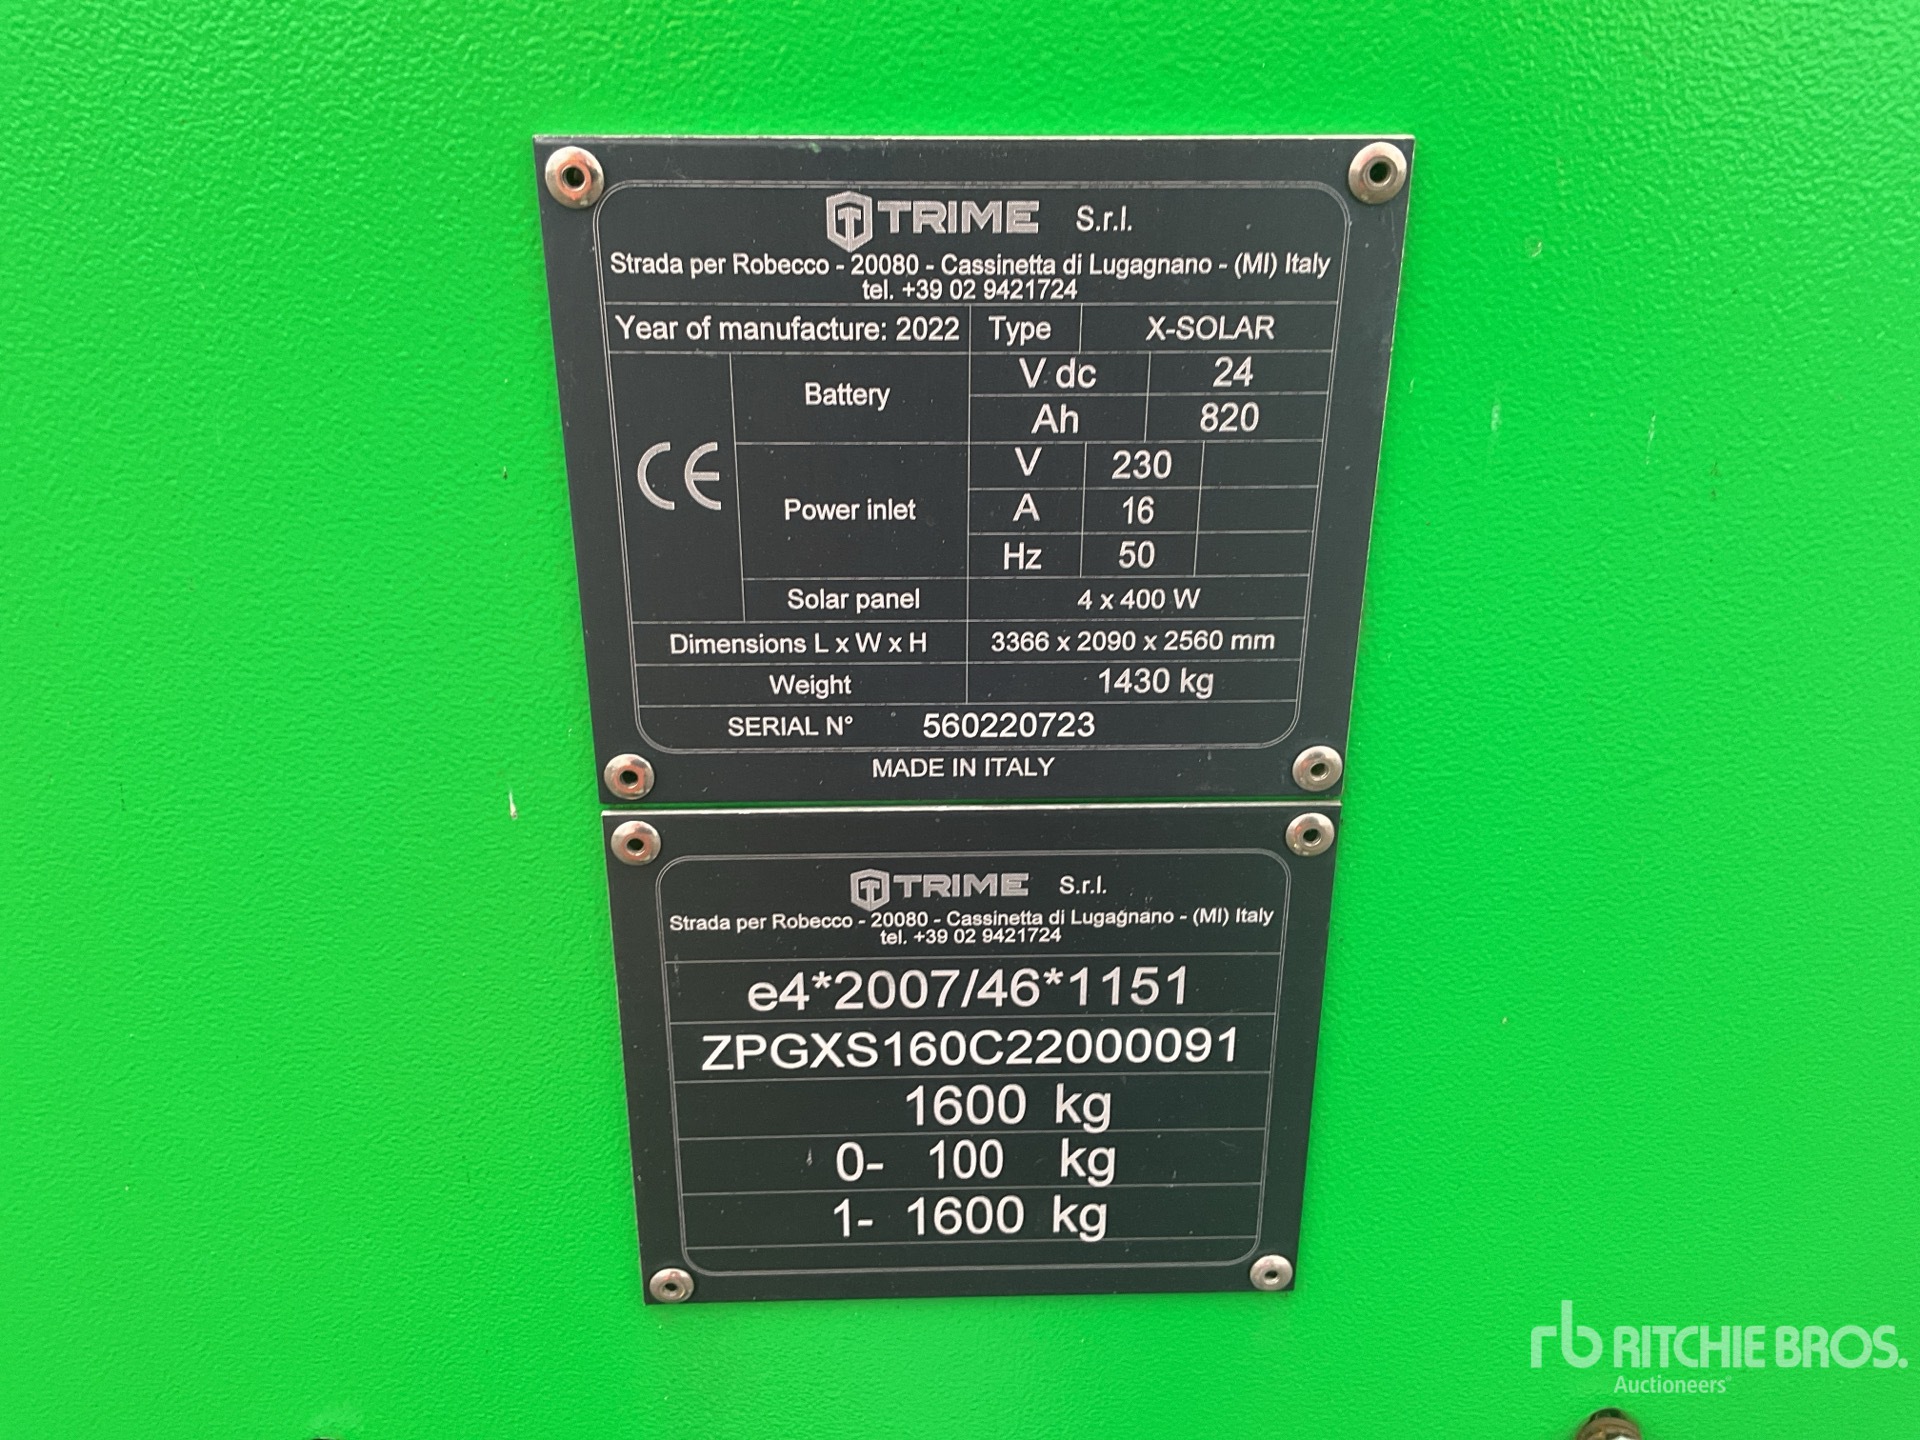 TRIME S.r.l.
Strada per Robecco - 20080 - Cassinetta di Lugagnano - (MI) Italy
tel. +39 02 9421724
Year of manufacture: 2022 Type X-SOLAR
CE
Battery
V dc 24
Ah 820
Power inlet
V 230
A 16
Hz 50
Solar panel 4 x 400 W
Dimensions L x W x H 3366 x 2090 x 2560 mm
Weight 1430 kg
SERIAL N° 560220723
MADE IN ITALY
TRIME S.r.l.
Strada per Robecco - 20080 - Cassinetta di Lugagnano - (MI) Italy
tel. +39 02 9421724
e4*2007/46*1151
ZPGXS160C22000091
1600 kg
0- 100 kg
1- 1600 kg
rb RITCHIE BROS.
Auctioneers